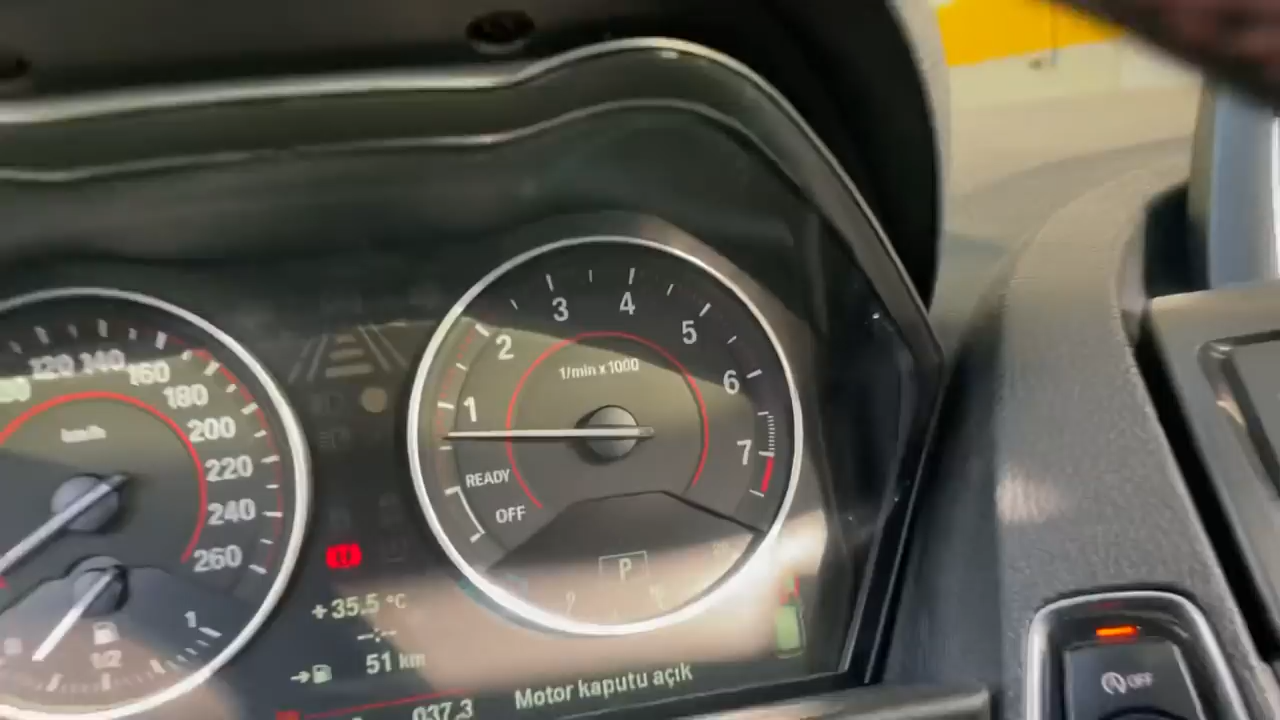 120 140 160
180
200
220
240
260
km/h
1/2
1
1 2 3 4 5 6 7
1/min x 1000
READY
OFF
P
+35.5 °C
-:--
51 km
037.3
Motor kaputu açık
OFF